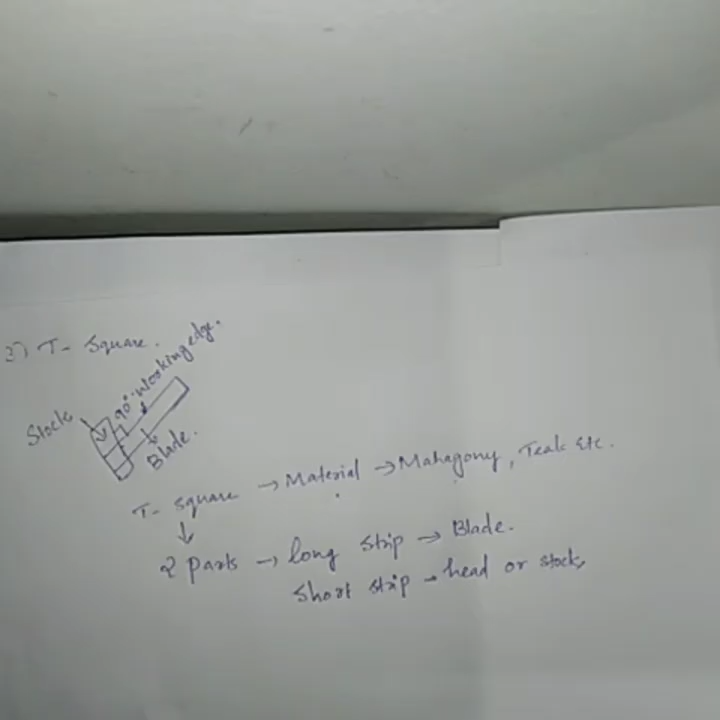 2) T- Square.
Stock
90°
Working edge.
Blade.
T- square → Material → Mahagony, Teak Etc.
↓
2 Parts → long strip → Blade.
Short strip → head or stock